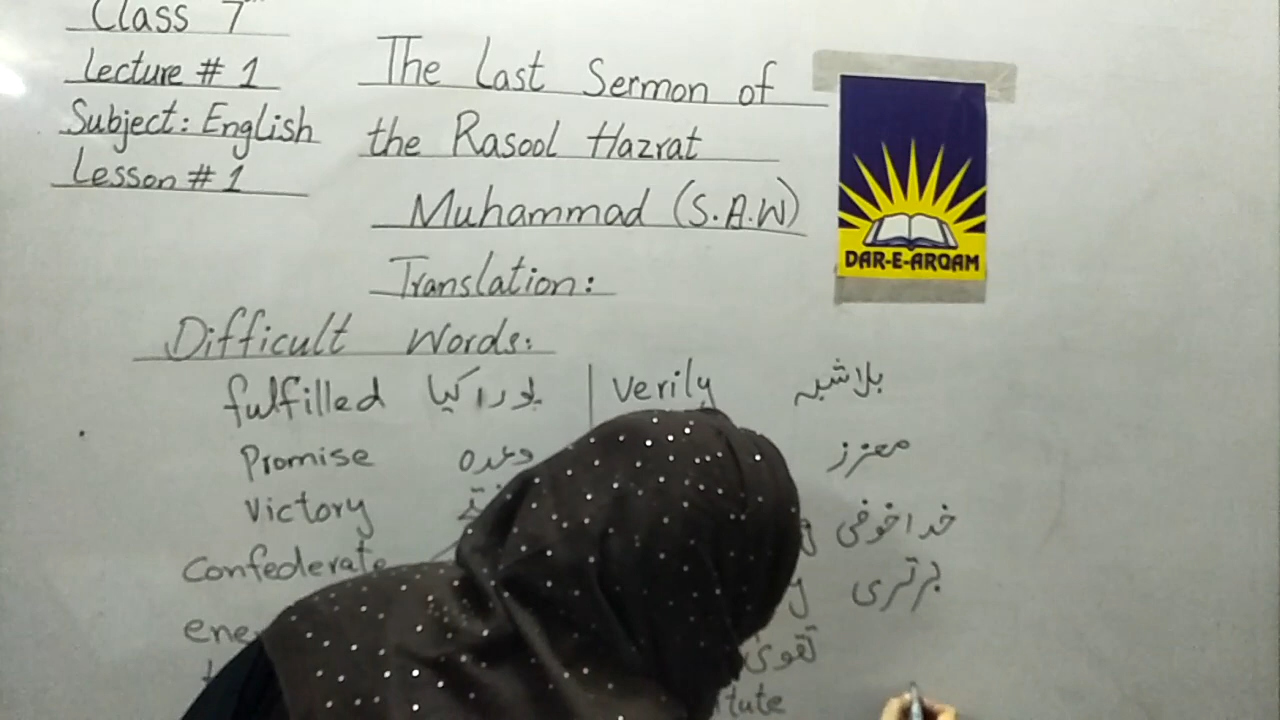 Class 7th
Lecture # 1
Subject: English
Lesson # 1
The Last Sermon of
the Rasool Hazrat
Muhammad (S.A.W)
Translation:
DAR-E-ARQAM
Difficult Words:
fulfilled پورا کیا | Verily بلاشبہ
Promise وعدہ معزز
Victory خدا خوفی
Confederate برتری
تقویٰ